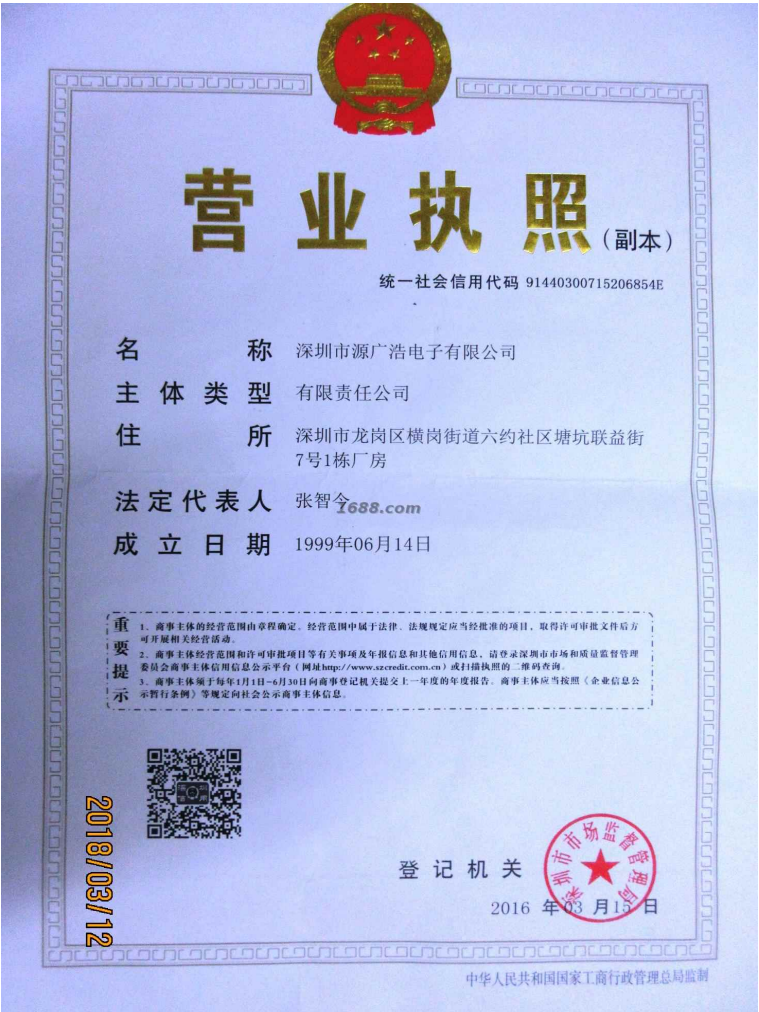 营业执照(副本)
统一社会信用代码 91440300715206854E
名称 深圳市源广浩电子有限公司
主体类型 有限责任公司
住所 深圳市龙岗区横岗街道六约社区塘坑联益街
7号1栋厂房
法定代表人 张智今
1688.com
成立日期 1999年06月14日
重要提示
1、商事主体的经营范围由章程确定。经营范围中属于法律、法规规定应当经批准的项目，取得许可审批文件后方
可开展相关经营活动。
2、商事主体经营范围和许可审批项目等有关事项及年报信息和其他信用信息，请登录深圳市市场和质量监督管理
委员会商事主体信用信息公示平台（网址http://www.szcredit.com.cn）或扫描执照的二维码查询。
3、商事主体须于每年1月1日-6月30日向商事登记机关提交上一年度的年度报告。商事主体应当按照《企业信息公
示暂行条例》等规定向社会公示商事主体信息。
2018/03/12
登记机关
深圳市市场监督管理局
2016 年 03 月 15 日
中华人民共和国国家工商行政管理总局监制